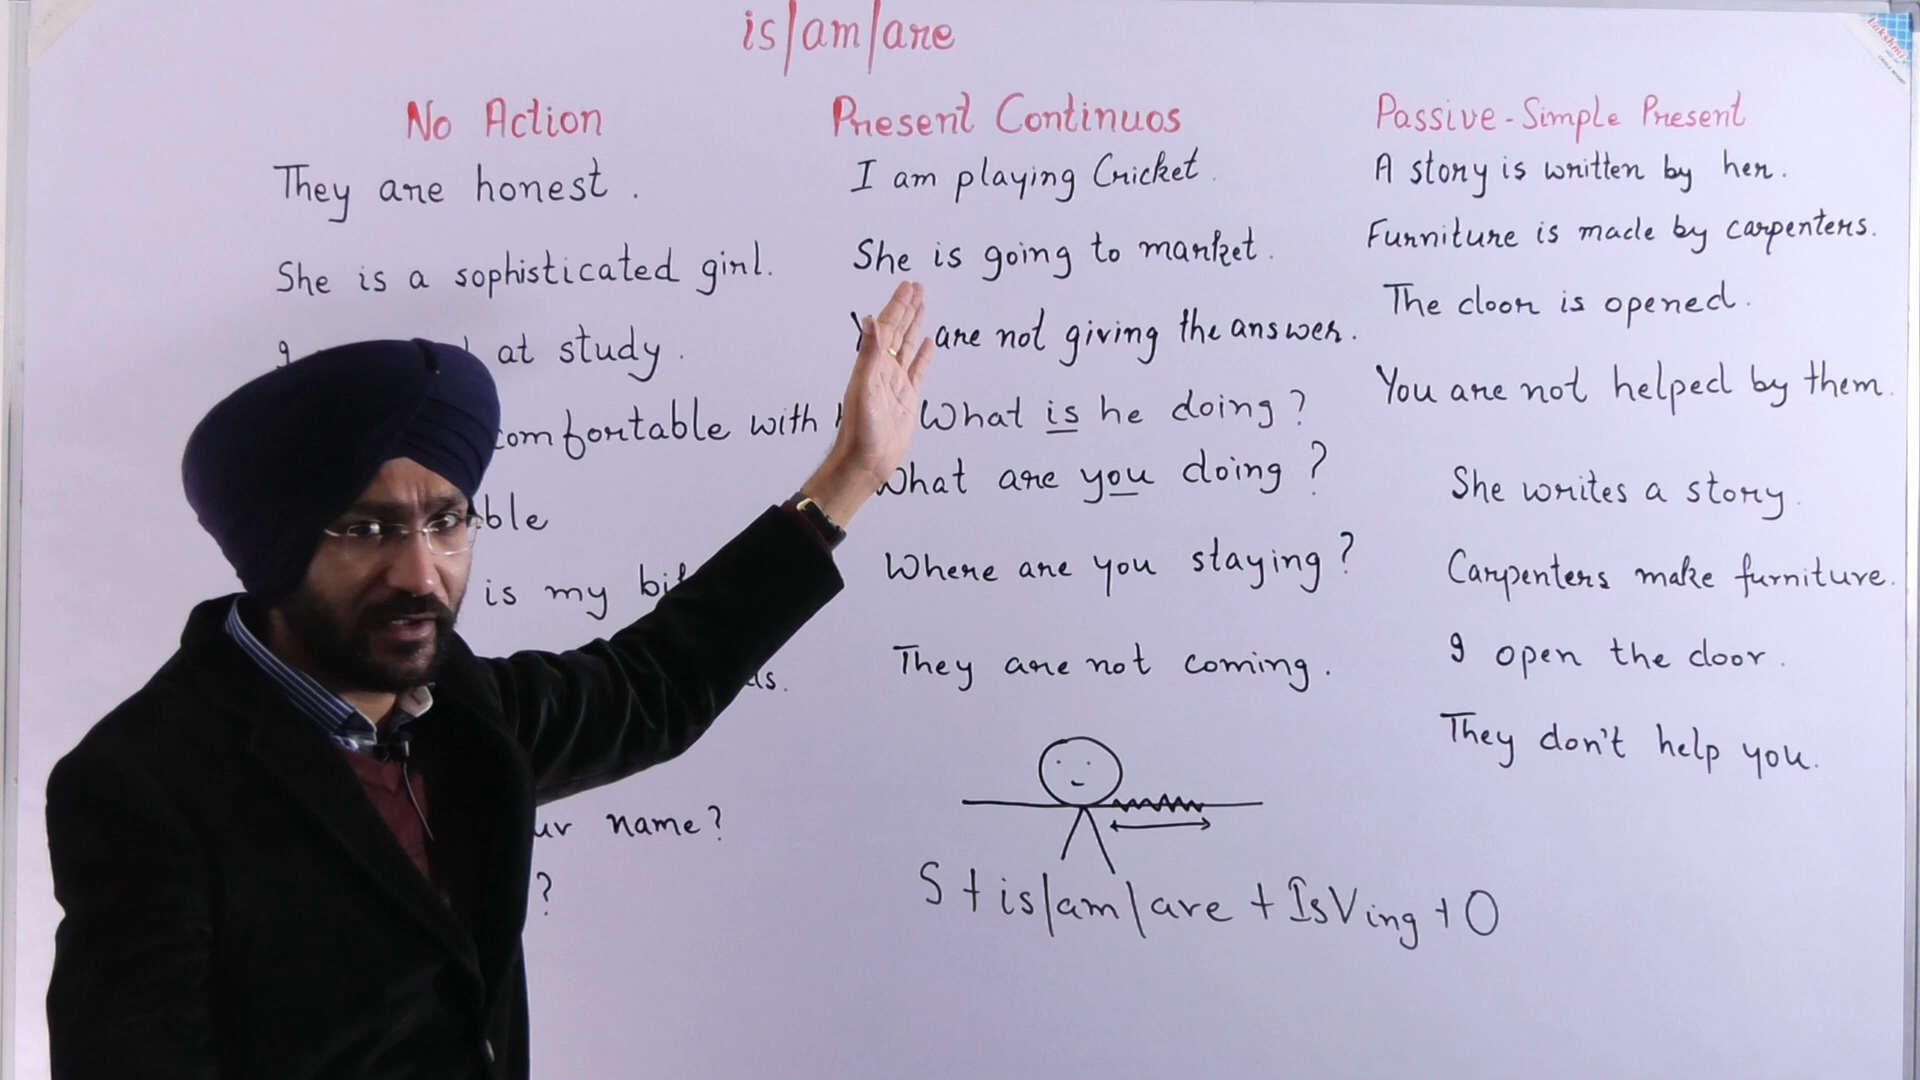 is/am/are
No Action
They are honest.
She is a sophisticated girl.
at study.
comfortable with
is my
name?
?
Present Continuos
I am playing Cricket.
She is going to market.
are not giving the answer.
What is he doing?
What are you doing?
Where are you staying?
They are not coming.
S + is/am/are + IsVing + O
Passive-Simple Present
A story is written by her.
Furniture is made by carpenters.
The door is opened.
You are not helped by them.
She writes a story.
Carpenters make furniture.
I open the door.
They don't help you.
Lakshmi